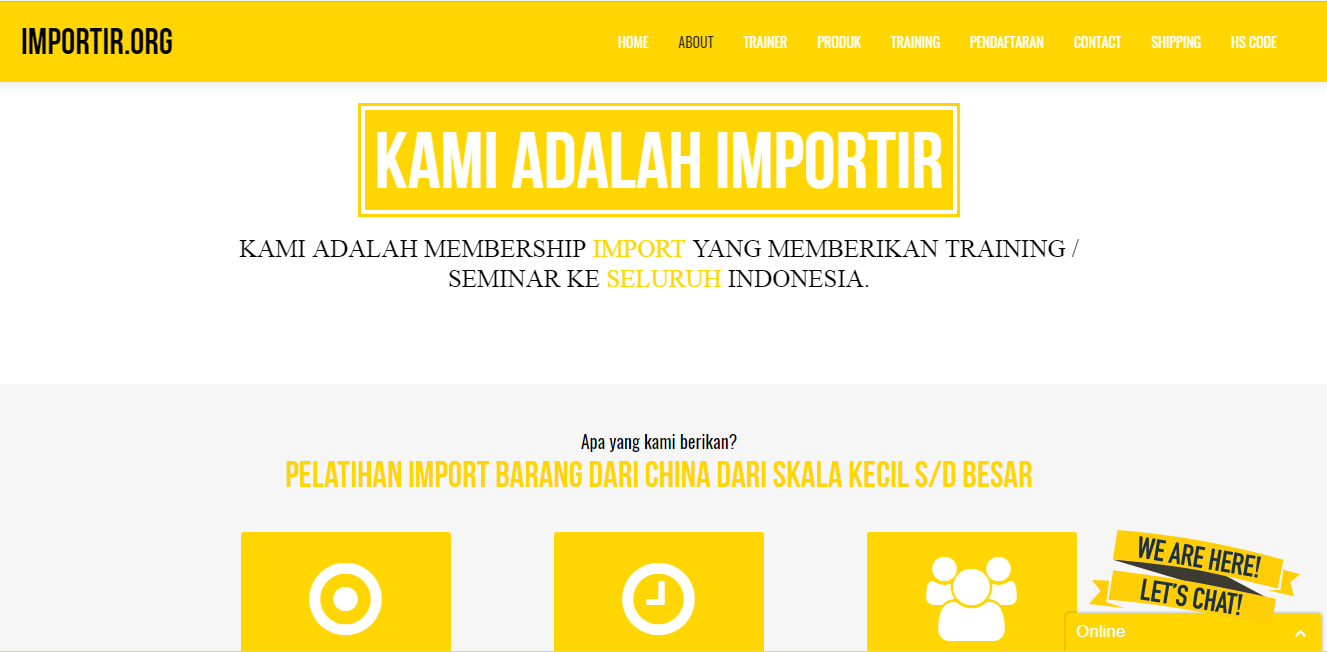 IMPORTIR.ORG
HOME ABOUT TRAINER PRODUK TRAINING PENDAFTARAN CONTACT SHIPPING HS CODE
KAMI ADALAH IMPORTIR
KAMI ADALAH MEMBERSHIP IMPORT YANG MEMBERIKAN TRAINING /
SEMINAR KE SELURUH INDONESIA.
Apa yang kami berikan?
PELATIHAN IMPORT BARANG DARI CHINA DARI SKALA KECIL S/D BESAR
WE ARE HERE!
LET'S CHAT!
Online